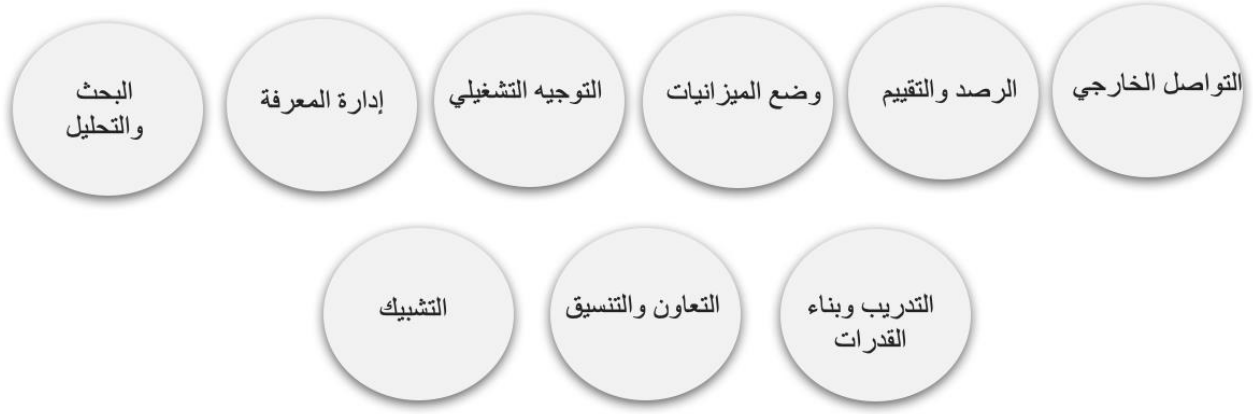 التواصل الخارجي
الرصد والتقييم
وضع الميزانيات
التوجيه التشغيلي
إدارة المعرفة
البحث
والتحليل
التدريب وبناء
القدرات
التعاون والتنسيق
التشبيك